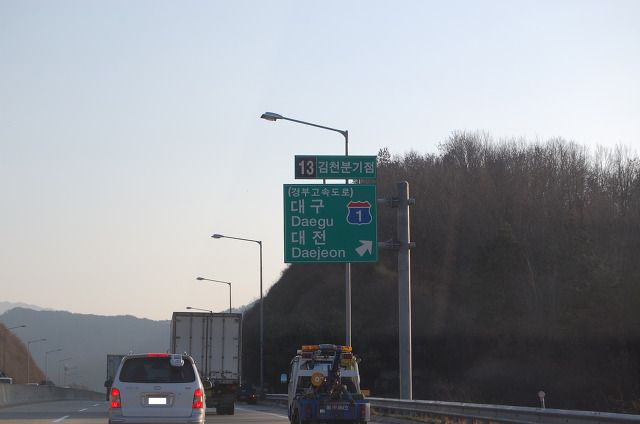 13 김천분기점
(경부고속도로)
대구
Daegu
1
대전
Daejeon